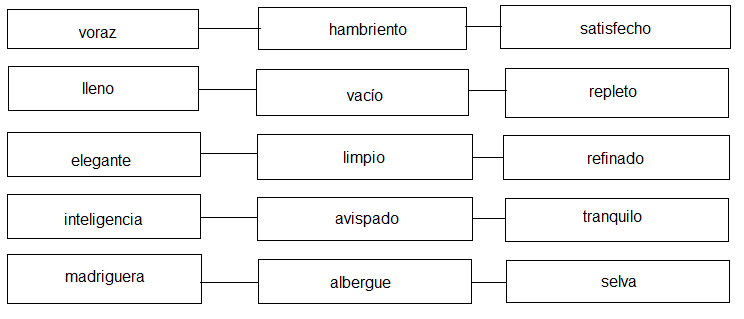 voraz hambriento satisfecho
lleno vacío repleto
elegante limpio refinado
inteligencia avispado tranquilo
madriguera albergue selva